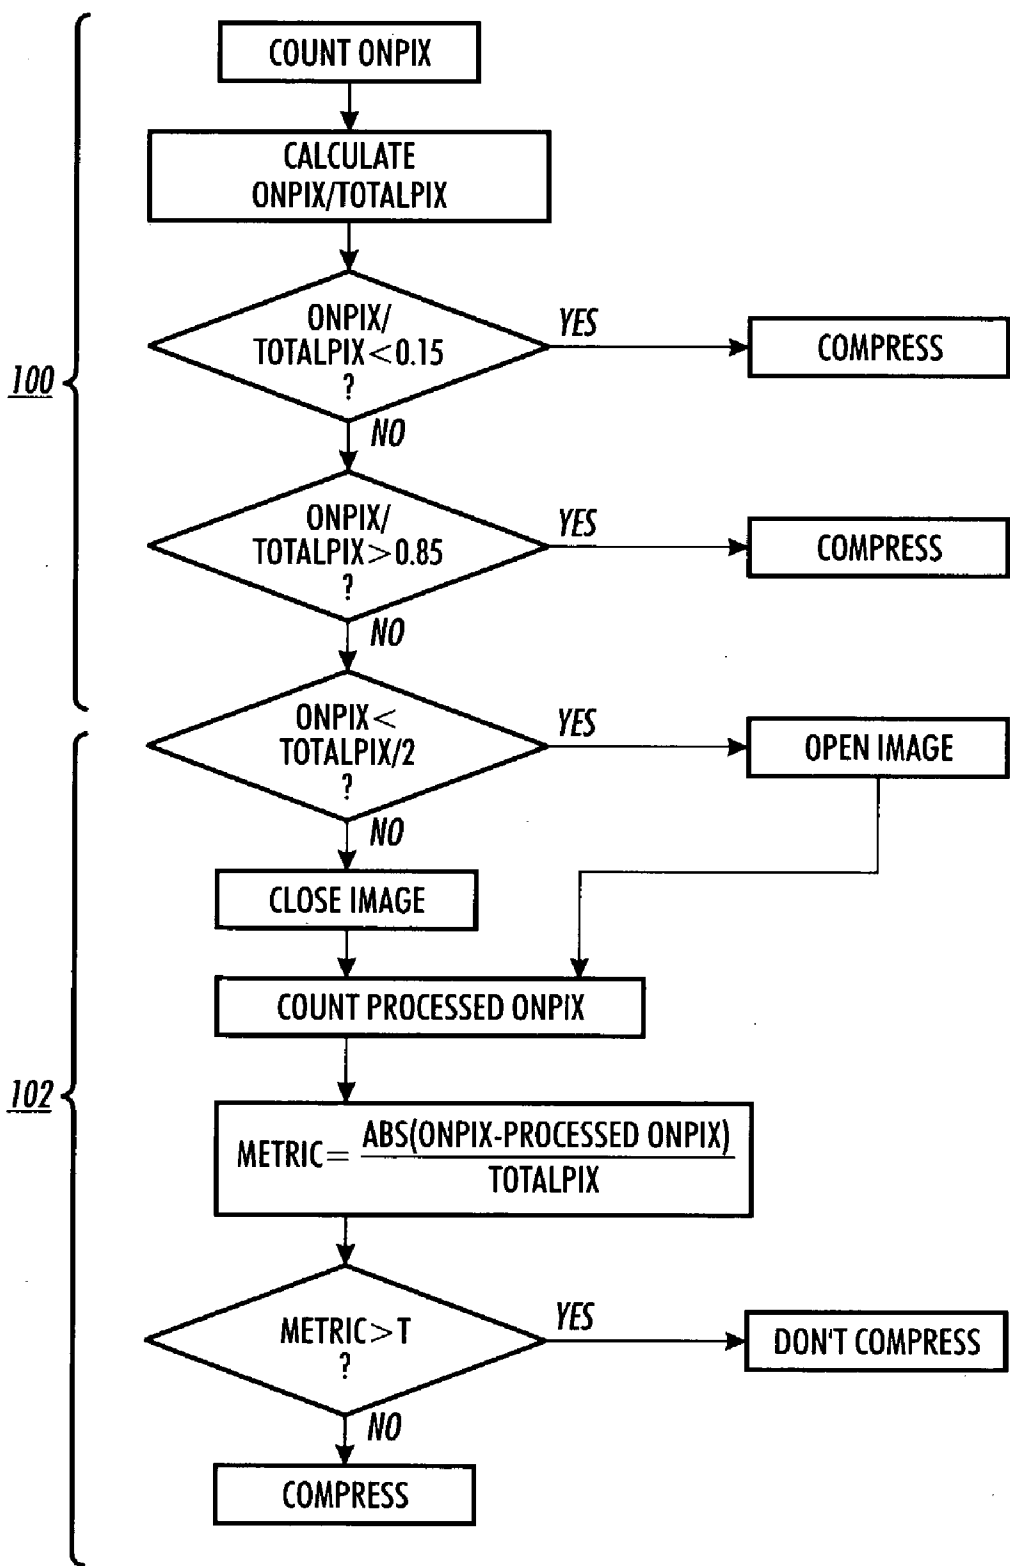 COUNT ONPIX
CALCULATE
ONPIX/TOTALPIX
ONPIX/
TOTALPIX<0.15
?
YES
COMPRESS
100
NO
ONPIX/
TOTALPIX>0.85
?
YES
COMPRESS
NO
ONPIX<
TOTALPIX/2
?
YES
OPEN IMAGE
NO
CLOSE IMAGE
COUNT PROCESSED ONPIX
102
METRIC= ABS(ONPIX-PROCESSED ONPIX)
TOTALPIX
METRIC>T
?
YES
DON'T COMPRESS
NO
COMPRESS